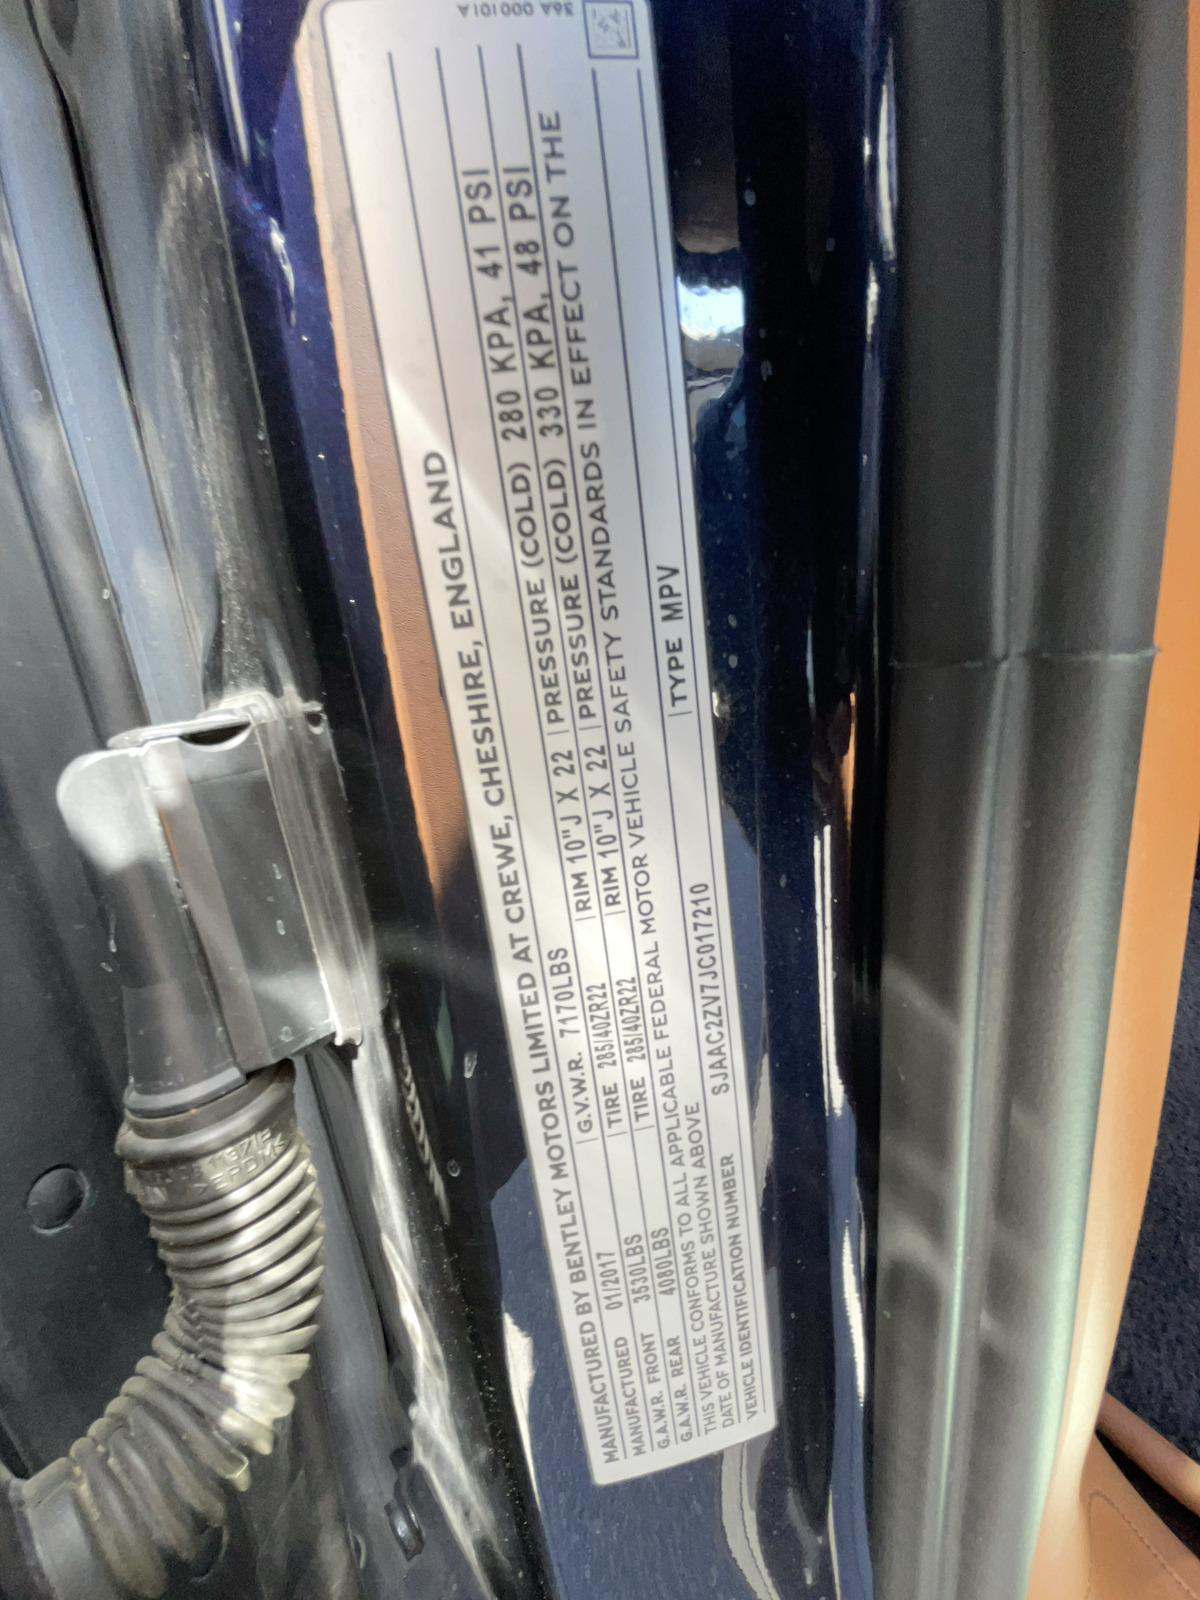 MANUFACTURED BY BENTLEY MOTORS LIMITED AT CREWE, CHESHIRE, ENGLAND
MANUFACTURED 01/2017 G.V.W.R. 7170LBS
G.A.W.R. FRONT 3530LBS TIRE 285/40ZR22 RIM 10"J X 22 PRESSURE (COLD) 280 KPA, 41 PSI
G.A.W.R. REAR 4080LBS TIRE 285/40ZR22 RIM 10"J X 22 PRESSURE (COLD) 330 KPA, 48 PSI
THIS VEHICLE CONFORMS TO ALL APPLICABLE FEDERAL MOTOR VEHICLE SAFETY STANDARDS IN EFFECT ON THE
DATE OF MANUFACTURE SHOWN ABOVE
VEHICLE IDENTIFICATION NUMBER SJAAC2ZV7JC017210 TYPE MPV
36A 000101A